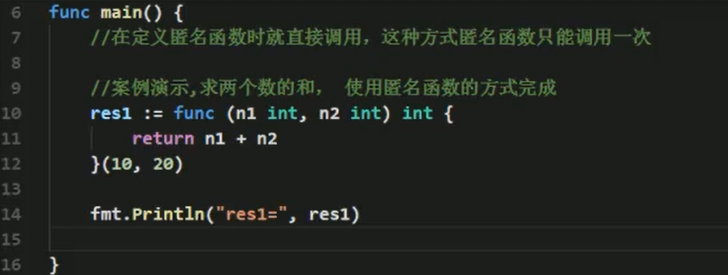 6 func main() {
7 //在定义匿名函数时就直接调用，这种方式匿名函数只能调用一次
8
9 //案例演示,求两个数的和， 使用匿名函数的方式完成
10 res1 := func (n1 int, n2 int) int {
11 return n1 + n2
12 }(10, 20)
13
14 fmt.Println("res1=", res1)
15
16 }